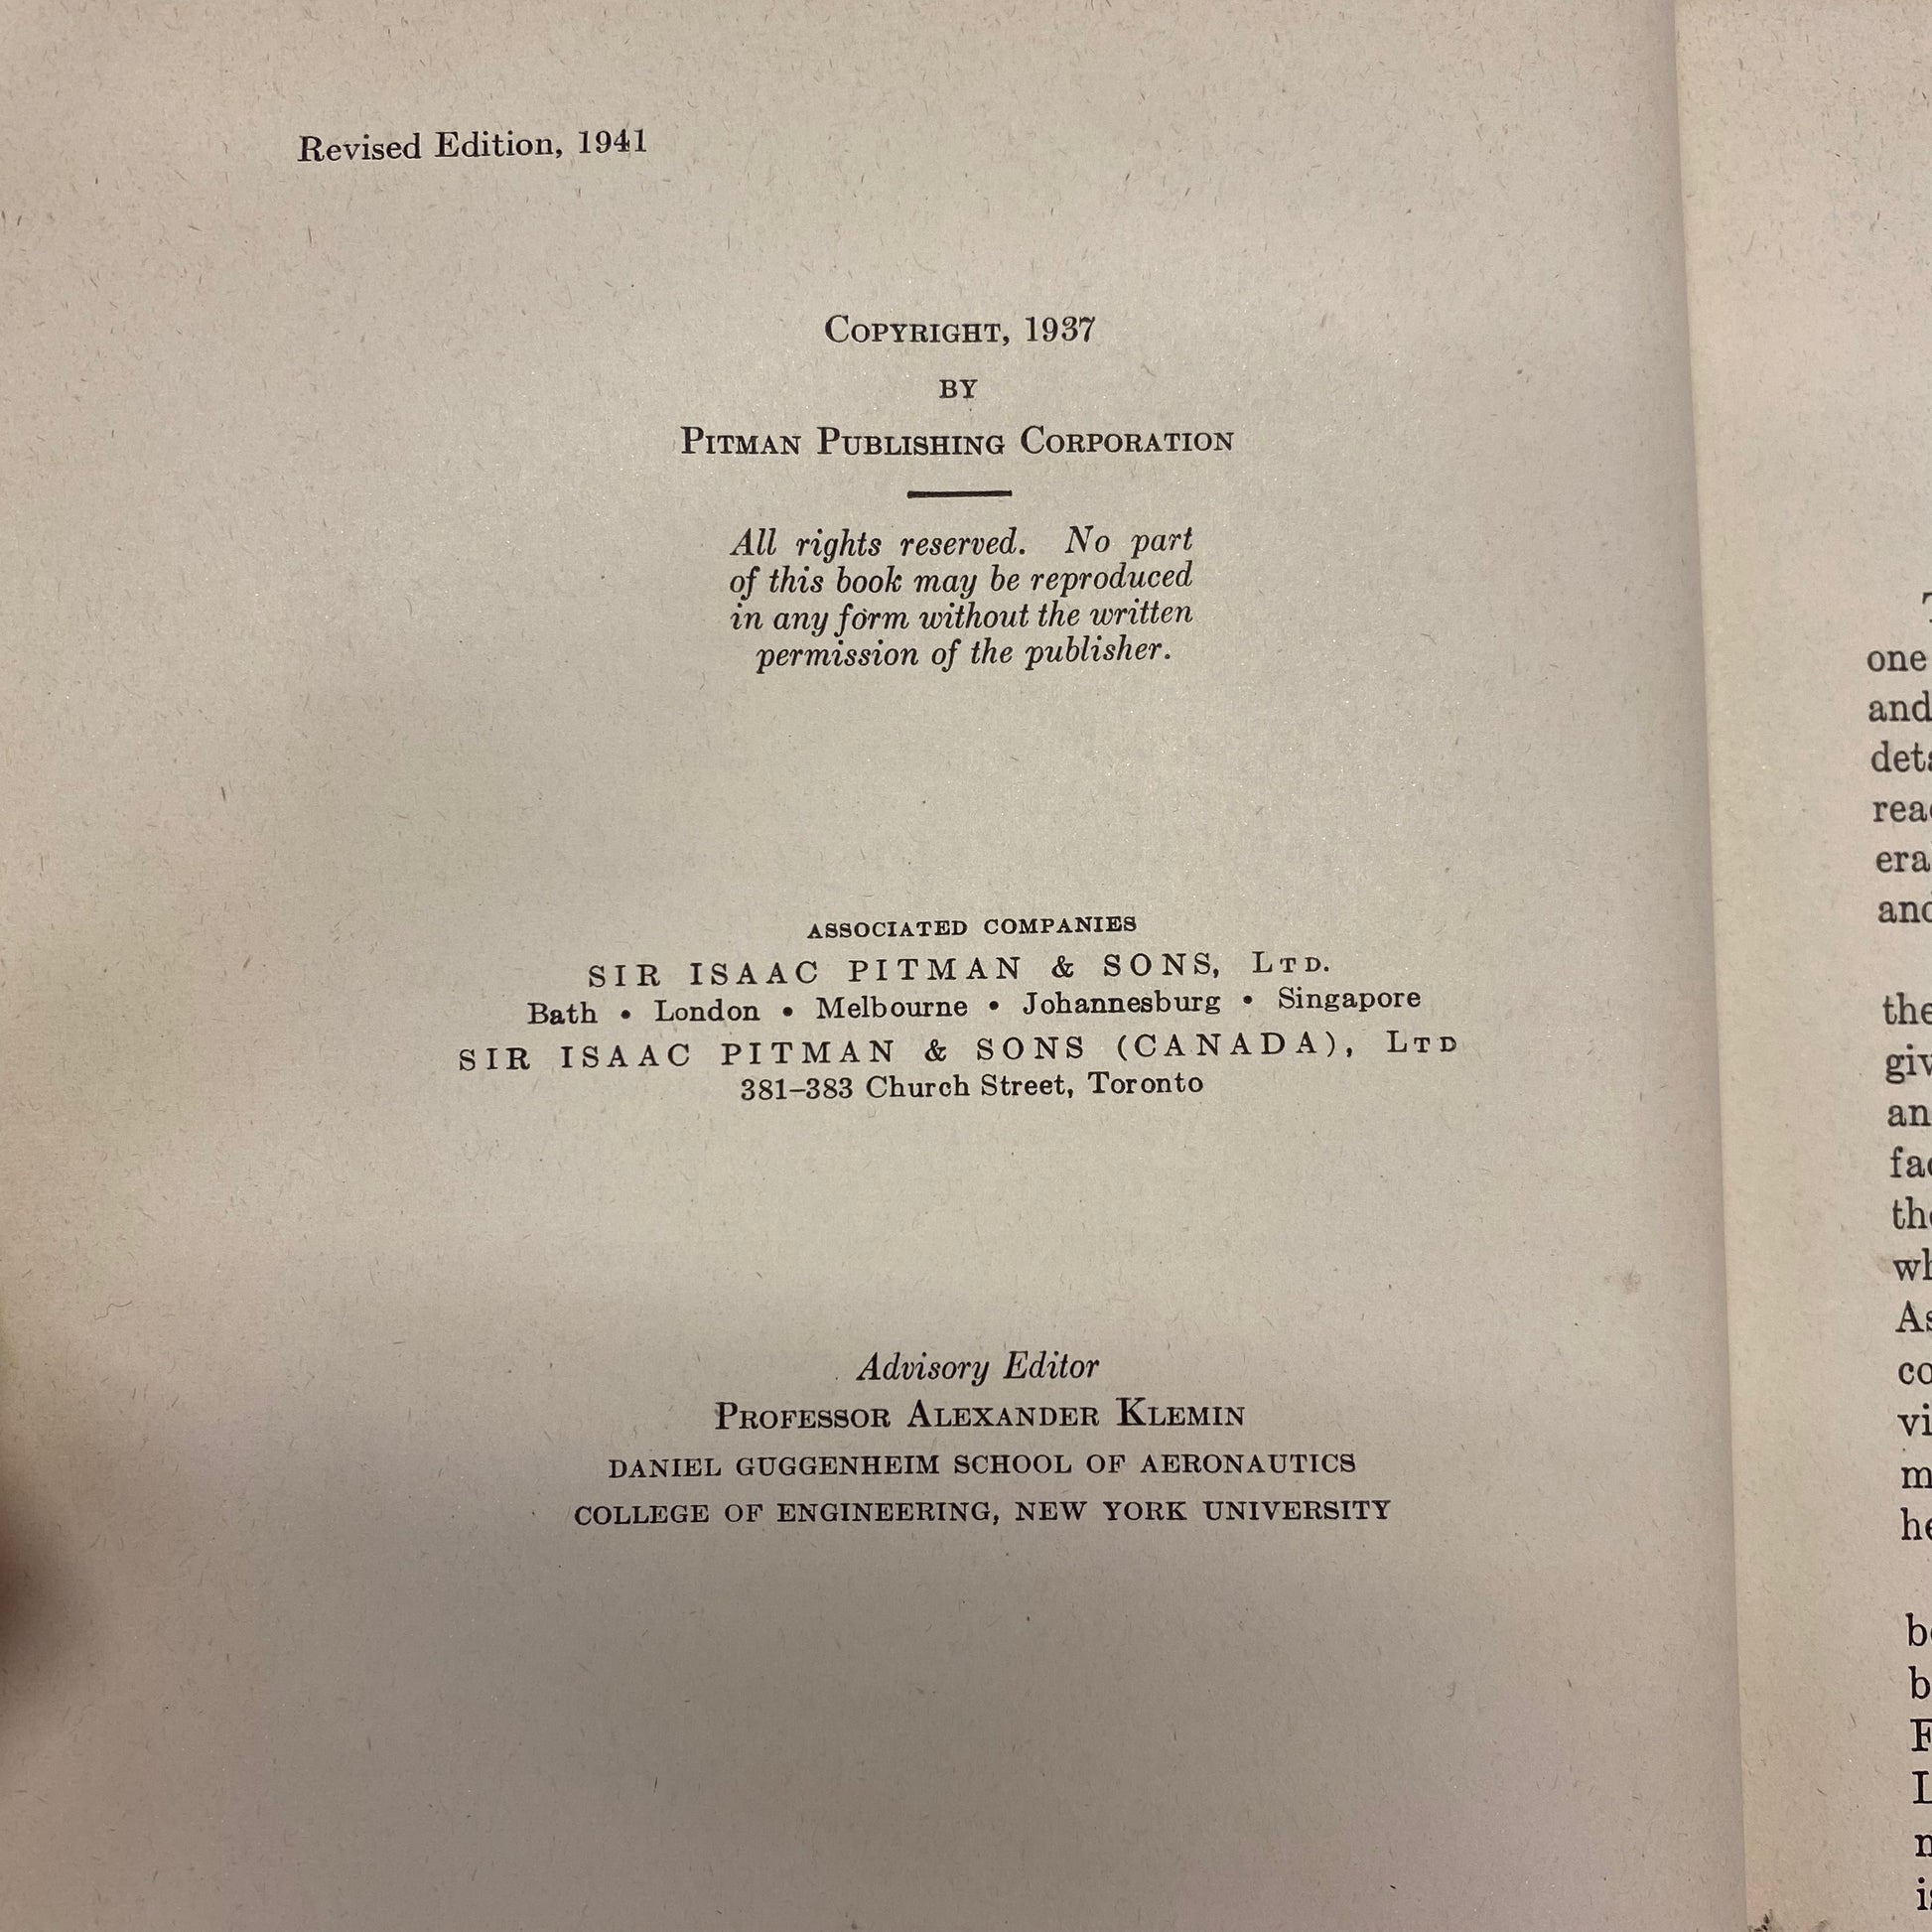 Revised Edition, 1941
COPYRIGHT, 1937
BY
PITMAN PUBLISHING CORPORATION
All rights reserved. No part
of this book may be reproduced
in any form without the written
permission of the publisher.
ASSOCIATED COMPANIES
SIR ISAAC PITMAN & SONS, LTD.
Bath • London • Melbourne • Johannesburg • Singapore
SIR ISAAC PITMAN & SONS (CANADA), LTD
381–383 Church Street, Toronto
Advisory Editor
PROFESSOR ALEXANDER KLEMIN
DANIEL GUGGENHEIM SCHOOL OF AERONAUTICS
COLLEGE OF ENGINEERING, NEW YORK UNIVERSITY
one
and
the